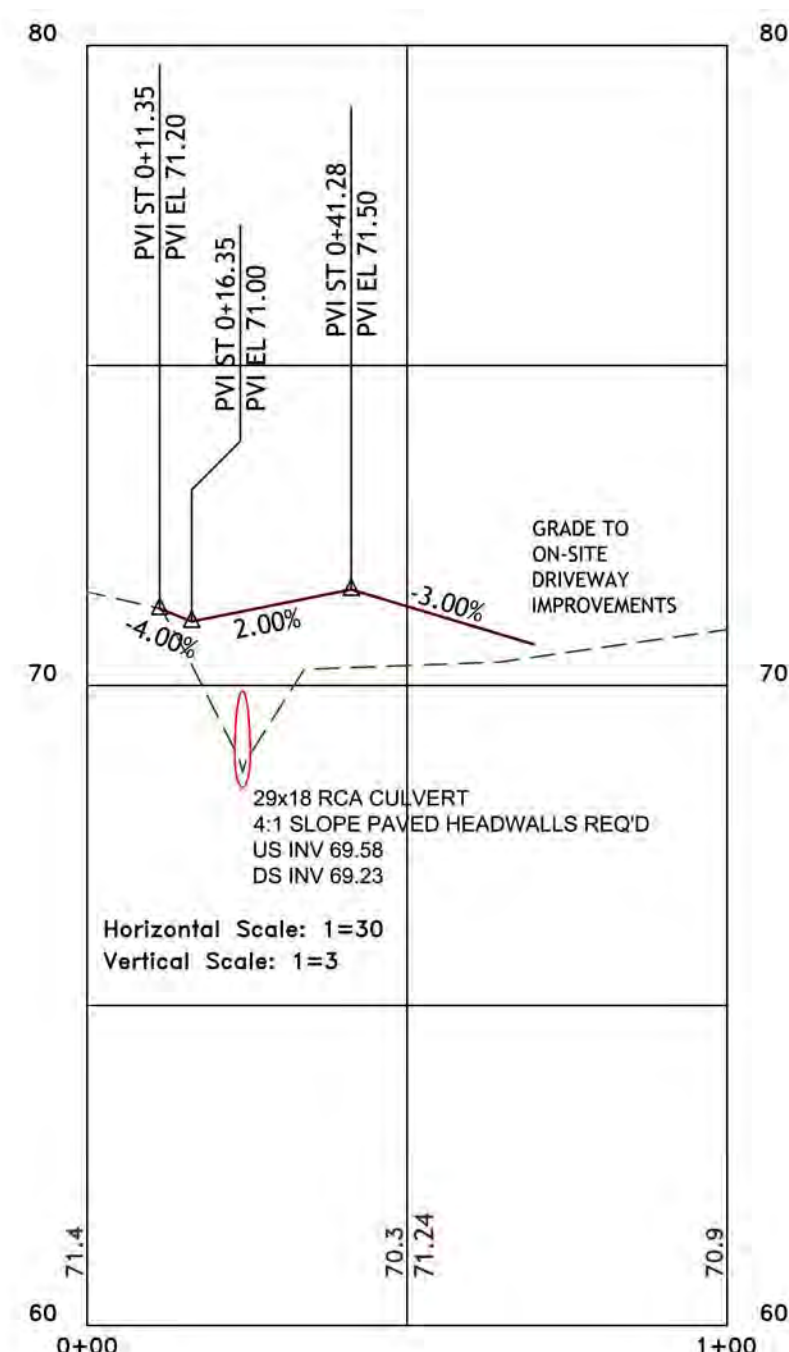 80
80
PVI ST 0+11.35
PVI EL 71.20
PVI ST 0+16.35
PVI EL 71.00
PVI ST 0+41.28
PVI EL 71.50
GRADE TO
ON-SITE
DRIVEWAY
IMPROVEMENTS
-4.00%
2.00%
-3.00%
70
70
29x18 RCA CULVERT
4:1 SLOPE PAVED HEADWALLS REQ'D
US INV 69.58
DS INV 69.23
Horizontal Scale: 1=30
Vertical Scale: 1=3
71.4
70.3
71.24
70.9
60
60
0+00
1+00